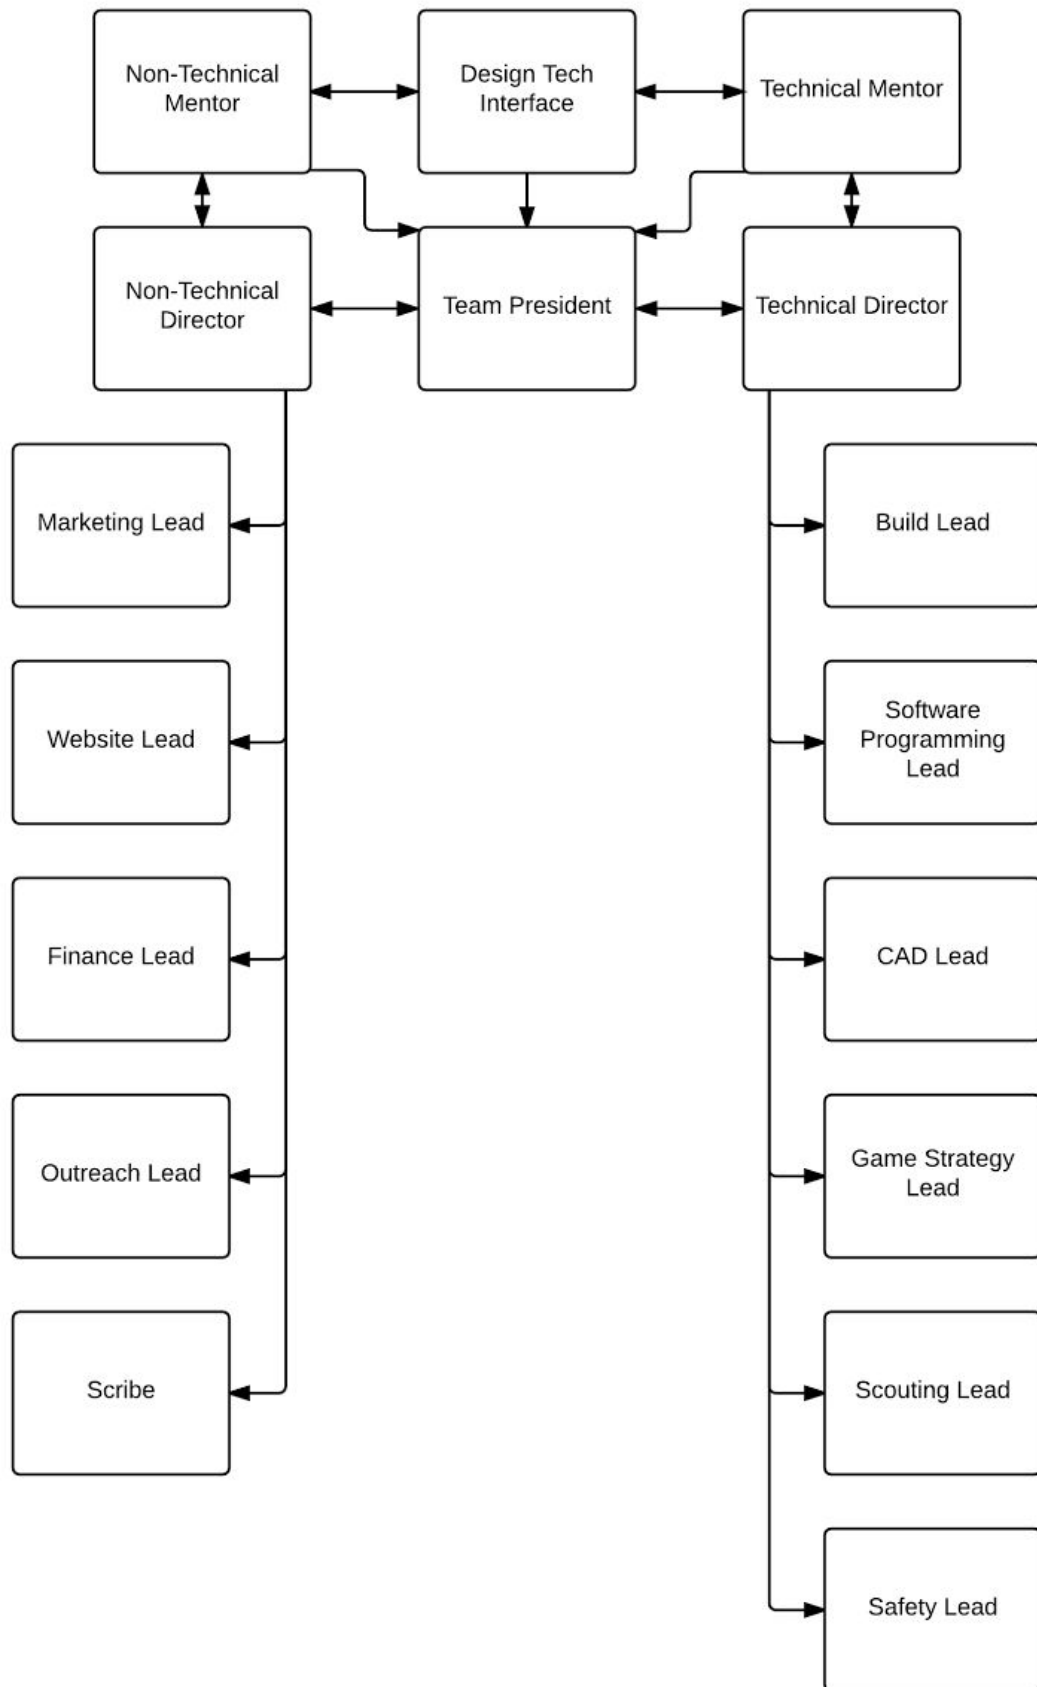 Non-Technical
Mentor
Design Tech
Interface
Technical Mentor
Non-Technical
Director
Team President
Technical Director
Marketing Lead
Build Lead
Website Lead
Software
Programming
Lead
Finance Lead
CAD Lead
Outreach Lead
Game Strategy
Lead
Scribe
Scouting Lead
Safety Lead